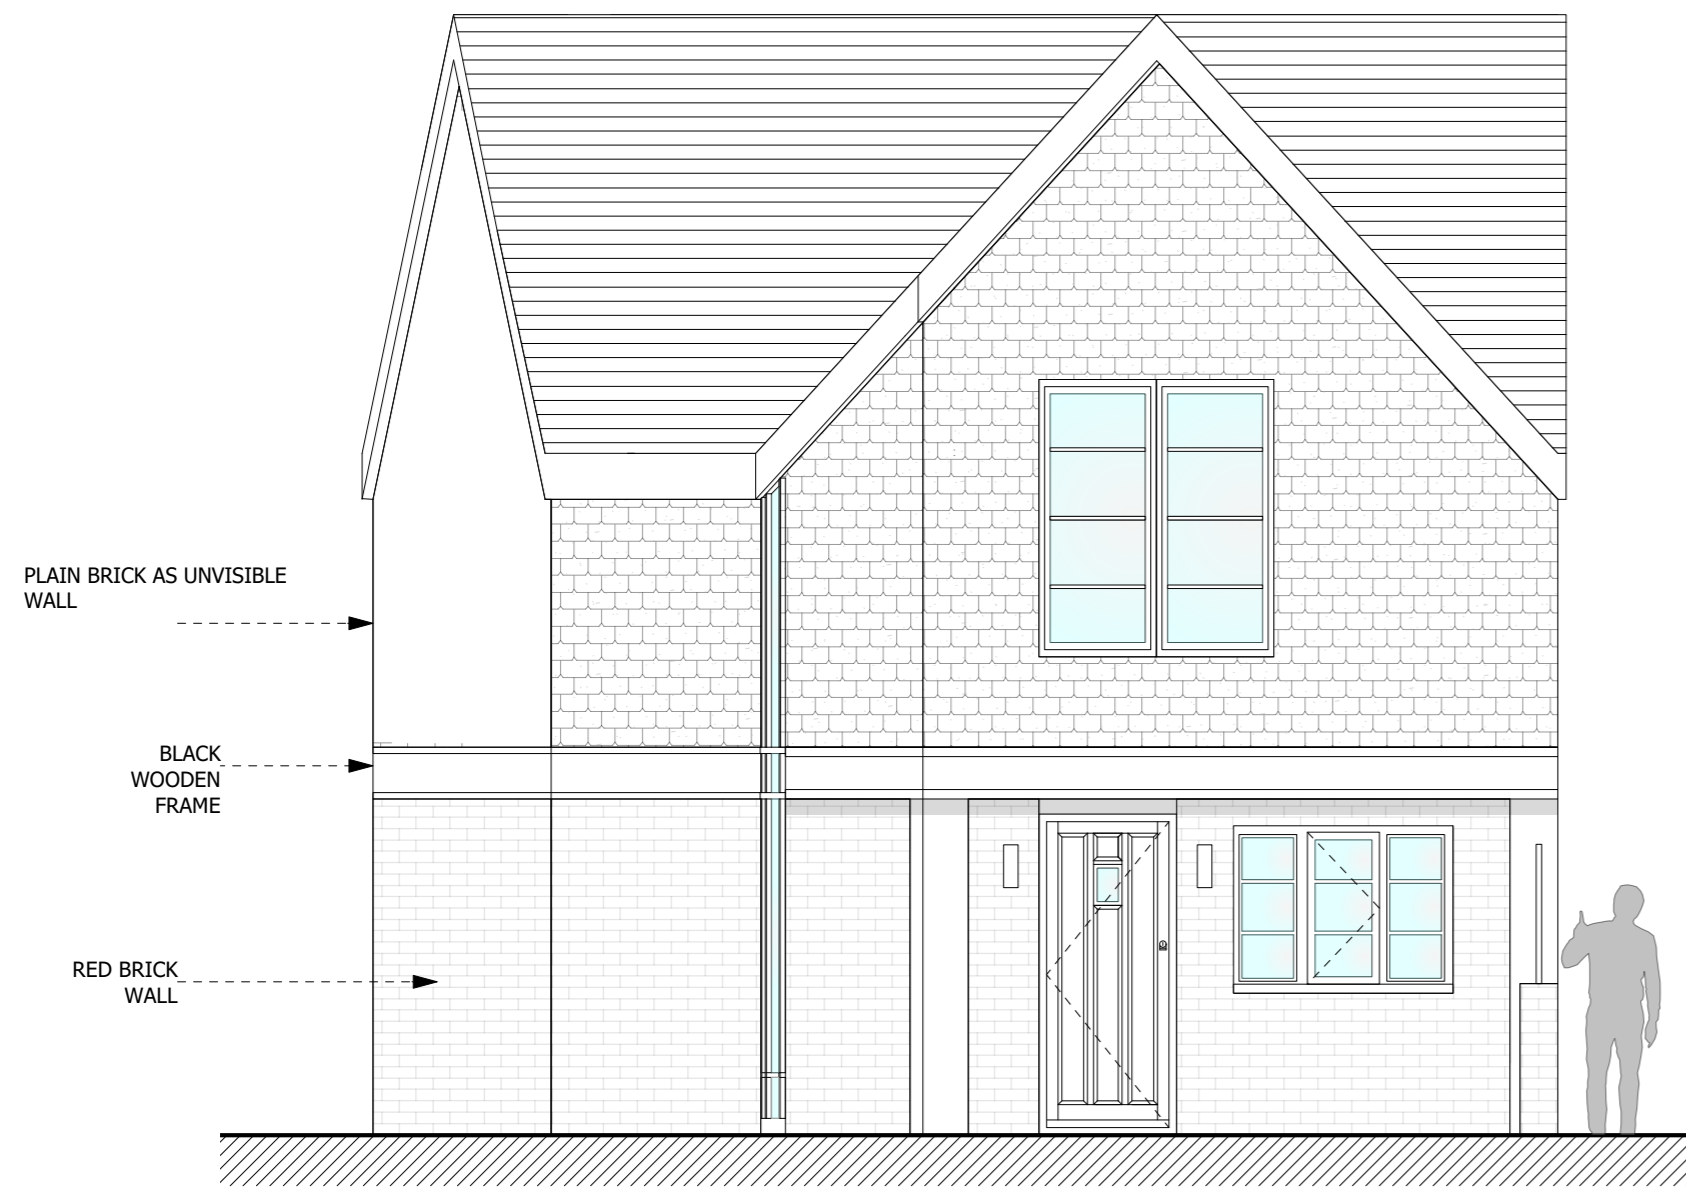 PLAIN BRICK AS UNVISIBLE
WALL
BLACK
WOODEN
FRAME
RED BRICK
WALL